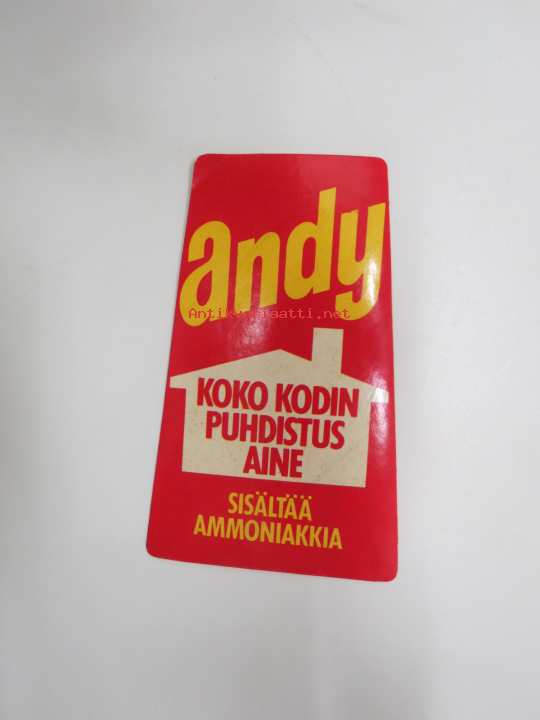 andy
Antikvariaatti.net
KOKO KODIN
PUHDISTUS
AINE
SISÄLTÄÄ
AMMONIAKKIA